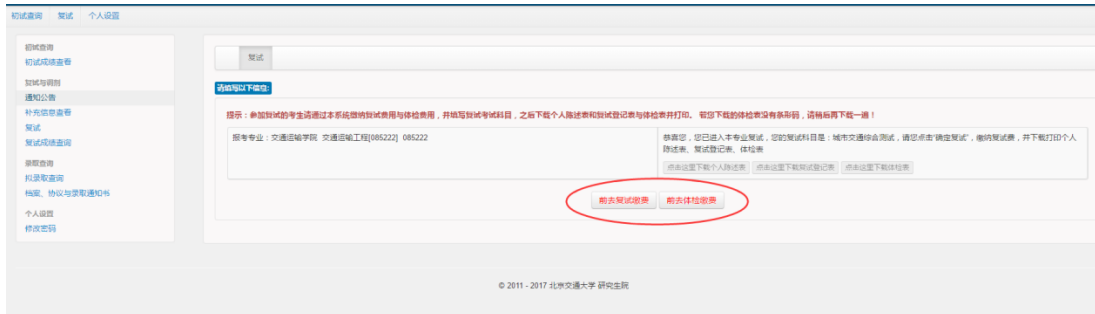 初试查询 复试 个人设置
初试查询
初试成绩查看
复试与调剂
通知公告
补充信息查看
复试
复试成绩查询
录取查询
拟录取查询
档案、协议与录取通知书
个人设置
修改密码
复试
请填写以下信息:
提示：参加复试的考生请通过本系统缴纳复试费用与体检费用，并填写复试考试科目，之后下载个人陈述表和复试登记表与体检表并打印。 若您下载的体检表没有条形码，请稍后再下载一遍！
报考专业：交通运输学院 交通运输工程[085222] 085222
恭喜您，您已进入本专业复试，您的复试科目是：城市交通综合测试，请您点击"确定复试"，缴纳复试费，并下载打印个人
陈述表、复试登记表、体检表
点击这里下载个人陈述表 点击这里下载复试登记表 点击这里下载体检表
前去复试缴费 前去体检缴费
© 2011 - 2017 北京交通大学 研究生院